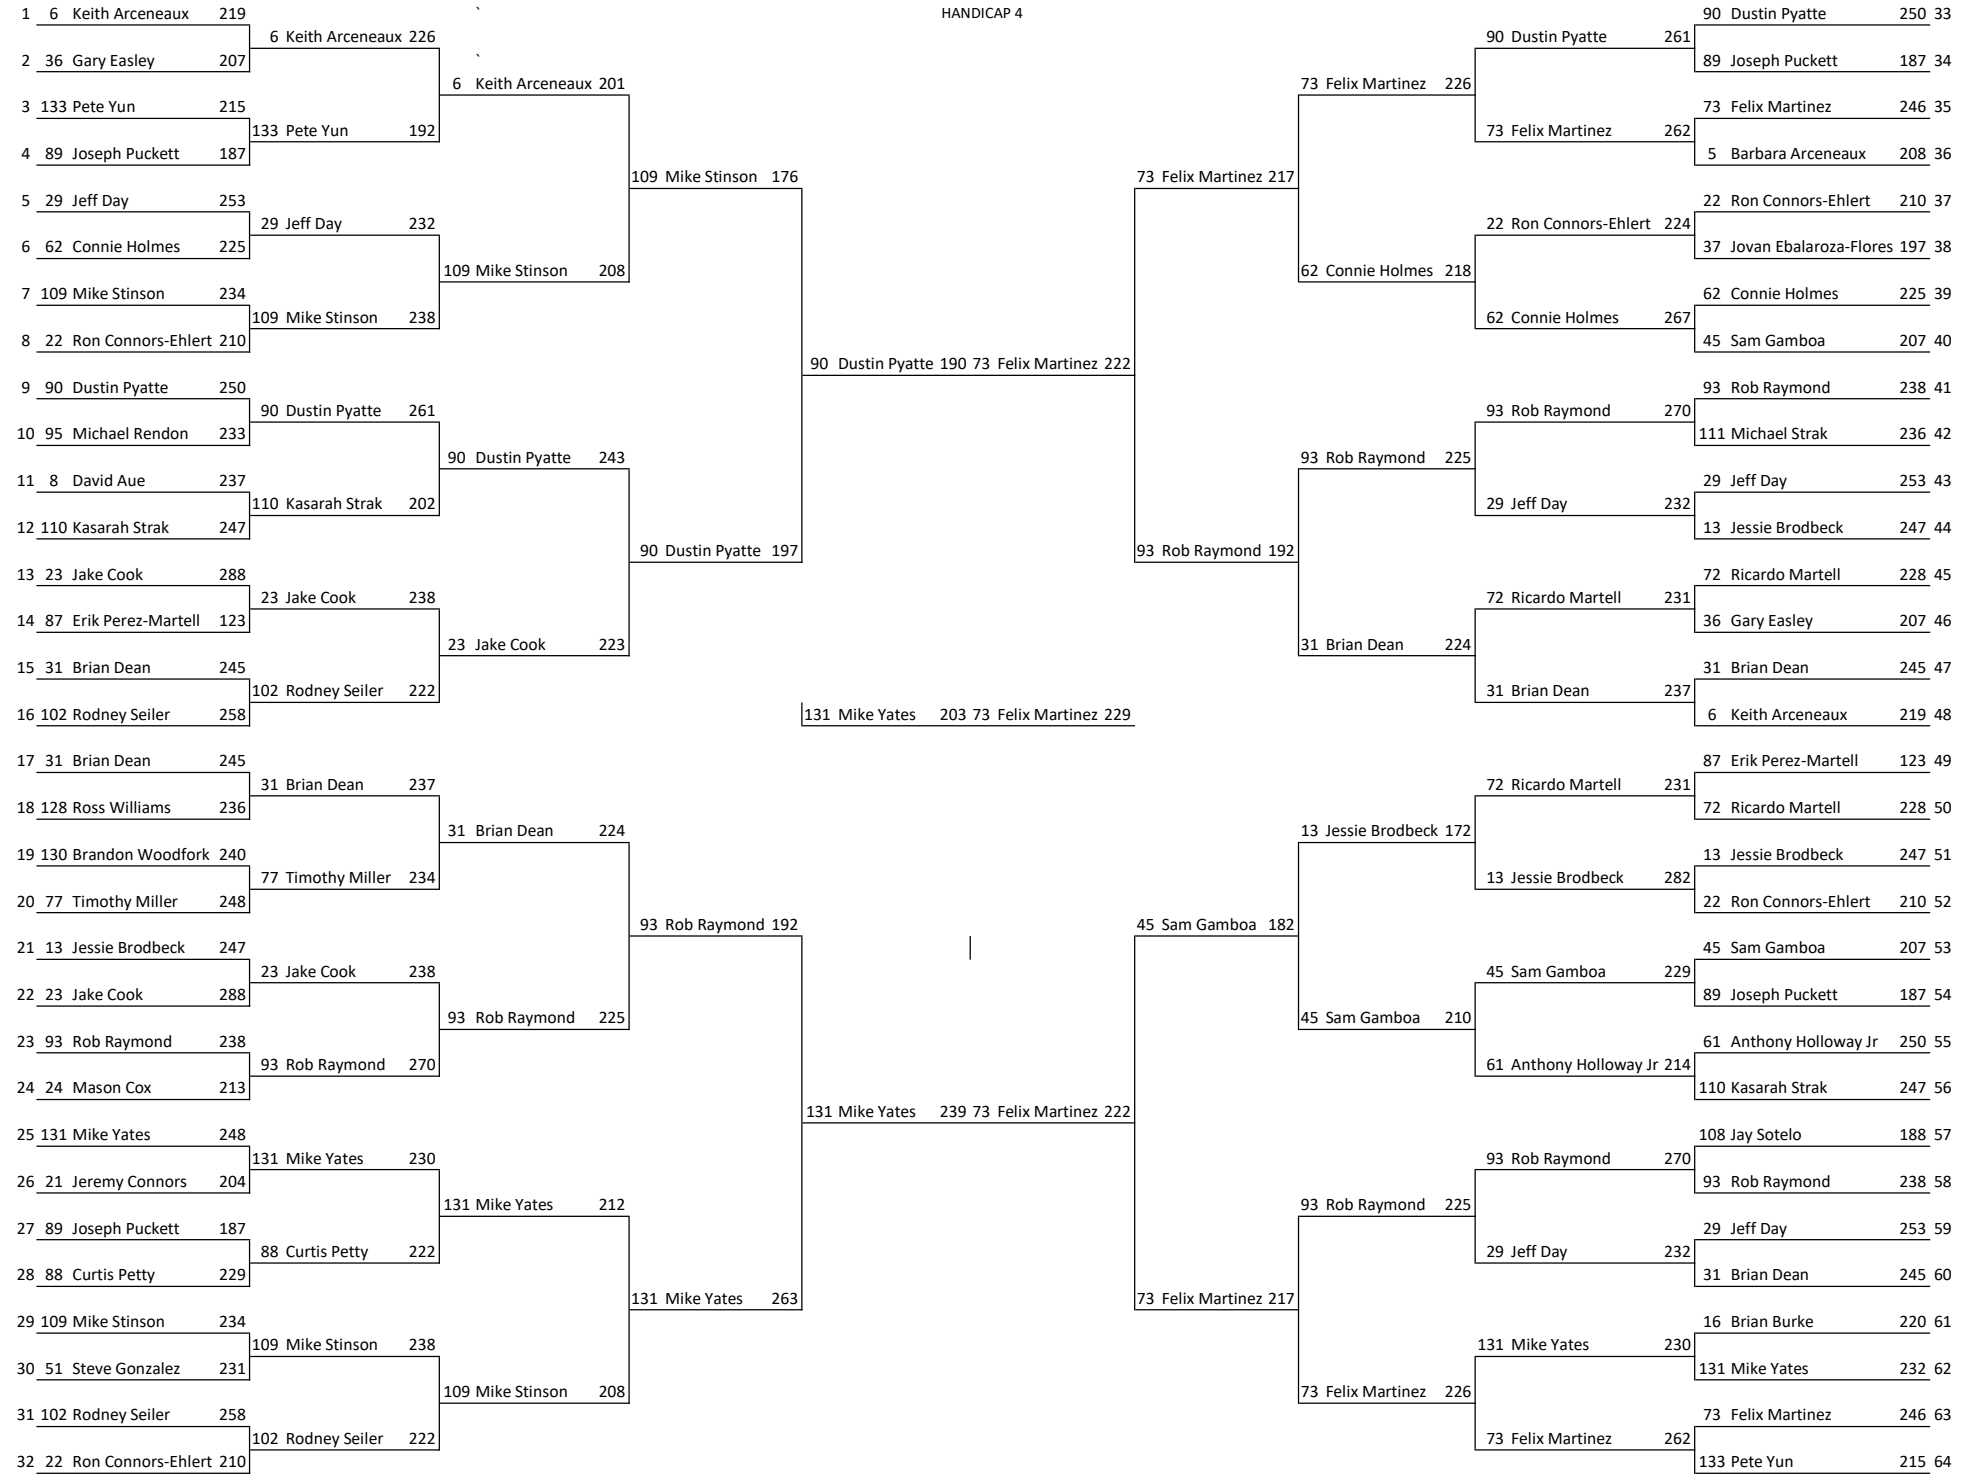 1 6 Keith Arceneaux 219 ` HANDICAP 4 90 Dustin Pyatte 250 33
6 Keith Arceneaux 226 90 Dustin Pyatte 261
2 36 Gary Easley 207 ` 89 Joseph Puckett 187 34
6 Keith Arceneaux 201 73 Felix Martinez 226
3 133 Pete Yun 215 73 Felix Martinez 246 35
133 Pete Yun 192 73 Felix Martinez 262
4 89 Joseph Puckett 187 5 Barbara Arceneaux 208 36
109 Mike Stinson 176 73 Felix Martinez 217
5 29 Jeff Day 253 22 Ron Connors-Ehlert 210 37
29 Jeff Day 232 22 Ron Connors-Ehlert 224
6 62 Connie Holmes 225 37 Jovan Ebalaroza-Flores 197 38
109 Mike Stinson 208 62 Connie Holmes 218
7 109 Mike Stinson 234 62 Connie Holmes 225 39
109 Mike Stinson 238 62 Connie Holmes 267
8 22 Ron Connors-Ehlert 210 45 Sam Gamboa 207 40
90 Dustin Pyatte 190 73 Felix Martinez 222
9 90 Dustin Pyatte 250 93 Rob Raymond 238 41
90 Dustin Pyatte 261 93 Rob Raymond 270
10 95 Michael Rendon 233 111 Michael Strak 236 42
90 Dustin Pyatte 243 93 Rob Raymond 225
11 8 David Aue 237 29 Jeff Day 253 43
110 Kasarah Strak 202 29 Jeff Day 232
12 110 Kasarah Strak 247 13 Jessie Brodbeck 247 44
90 Dustin Pyatte 197 93 Rob Raymond 192
13 23 Jake Cook 288 72 Ricardo Martell 228 45
23 Jake Cook 238 72 Ricardo Martell 231
14 87 Erik Perez-Martell 123 36 Gary Easley 207 46
23 Jake Cook 223 31 Brian Dean 224
15 31 Brian Dean 245 31 Brian Dean 245 47
102 Rodney Seiler 222 31 Brian Dean 237
16 102 Rodney Seiler 258 131 Mike Yates 203 73 Felix Martinez 229 6 Keith Arceneaux 219 48
17 31 Brian Dean 245 87 Erik Perez-Martell 123 49
31 Brian Dean 237 72 Ricardo Martell 231
18 128 Ross Williams 236 72 Ricardo Martell 228 50
31 Brian Dean 224 13 Jessie Brodbeck 172
19 130 Brandon Woodfork 240 13 Jessie Brodbeck 247 51
77 Timothy Miller 234 13 Jessie Brodbeck 282
20 77 Timothy Miller 248 22 Ron Connors-Ehlert 210 52
93 Rob Raymond 192 45 Sam Gamboa 182
21 13 Jessie Brodbeck 247 45 Sam Gamboa 207 53
23 Jake Cook 238 45 Sam Gamboa 229
22 23 Jake Cook 288 89 Joseph Puckett 187 54
93 Rob Raymond 225 45 Sam Gamboa 210
23 93 Rob Raymond 238 61 Anthony Holloway Jr 250 55
93 Rob Raymond 270 61 Anthony Holloway Jr 214
24 24 Mason Cox 213 110 Kasarah Strak 247 56
131 Mike Yates 239 73 Felix Martinez 222
25 131 Mike Yates 248 108 Jay Sotelo 188 57
131 Mike Yates 230 93 Rob Raymond 270
26 21 Jeremy Connors 204 93 Rob Raymond 238 58
131 Mike Yates 212 93 Rob Raymond 225
27 89 Joseph Puckett 187 29 Jeff Day 253 59
88 Curtis Petty 222 29 Jeff Day 232
28 88 Curtis Petty 229 31 Brian Dean 245 60
131 Mike Yates 263 73 Felix Martinez 217
29 109 Mike Stinson 234 16 Brian Burke 220 61
109 Mike Stinson 238 131 Mike Yates 230
30 51 Steve Gonzalez 231 131 Mike Yates 232 62
109 Mike Stinson 208 73 Felix Martinez 226
31 102 Rodney Seiler 258 73 Felix Martinez 246 63
102 Rodney Seiler 222 73 Felix Martinez 262
32 22 Ron Connors-Ehlert 210 133 Pete Yun 215 64